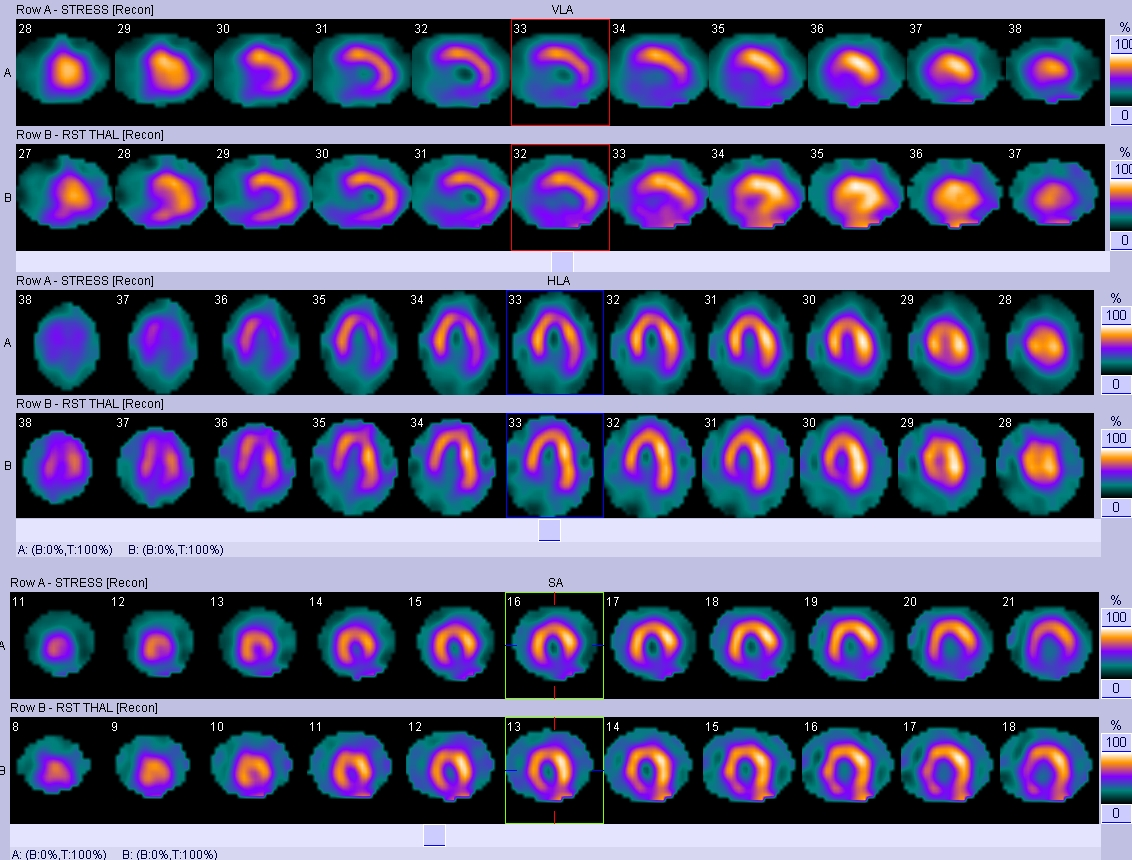 Row A - STRESS [Recon] VLA
28 29 30 31 32 33 34 35 36 37 38 %
A 100
0
Row B - RST THAL [Recon]
27 28 29 30 31 32 33 34 35 36 37 %
B 100
0
Row A - STRESS [Recon] HLA
38 37 36 35 34 33 32 31 30 29 28 %
A 100
0
Row B - RST THAL [Recon]
38 37 36 35 34 33 32 31 30 29 28 %
B 100
0
A: (B:0%,T:100%) B: (B:0%,T:100%)
Row A - STRESS [Recon] SA
11 12 13 14 15 16 17 18 19 20 21 %
A 100
0
Row B - RST THAL [Recon]
8 9 10 11 12 13 14 15 16 17 18 %
B 100
0
A: (B:0%,T:100%) B: (B:0%,T:100%)